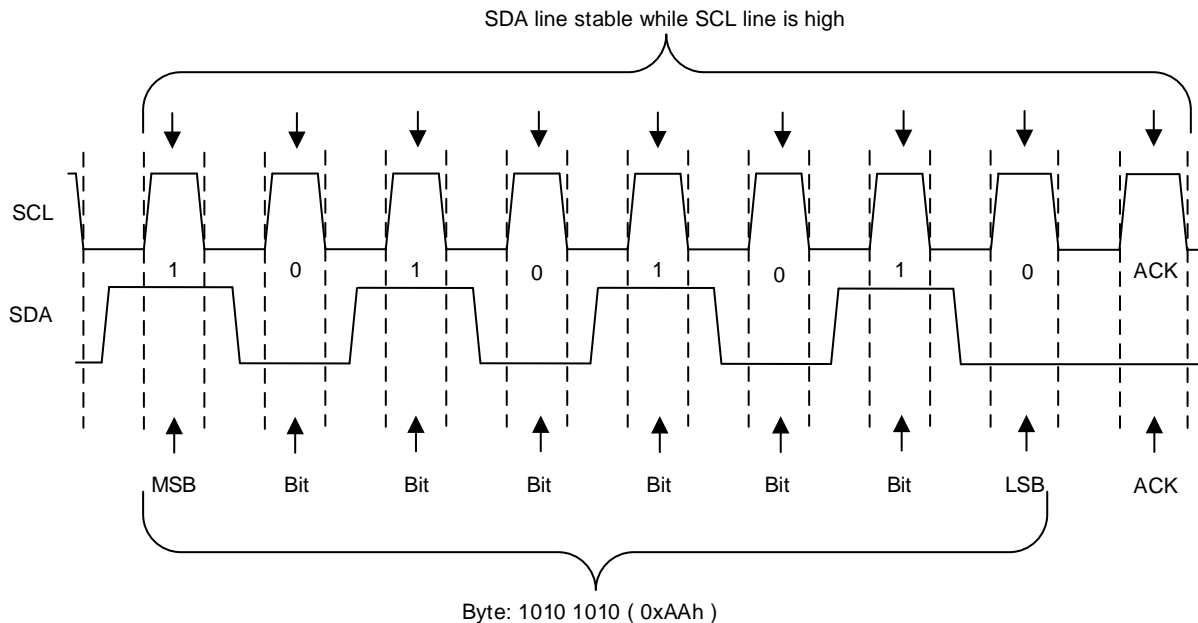 SDA line stable while SCL line is high
SCL
1 0 1 0 1 0 1 0 ACK
SDA
MSB Bit Bit Bit Bit Bit Bit LSB ACK
Byte: 1010 1010 ( 0xAAh )